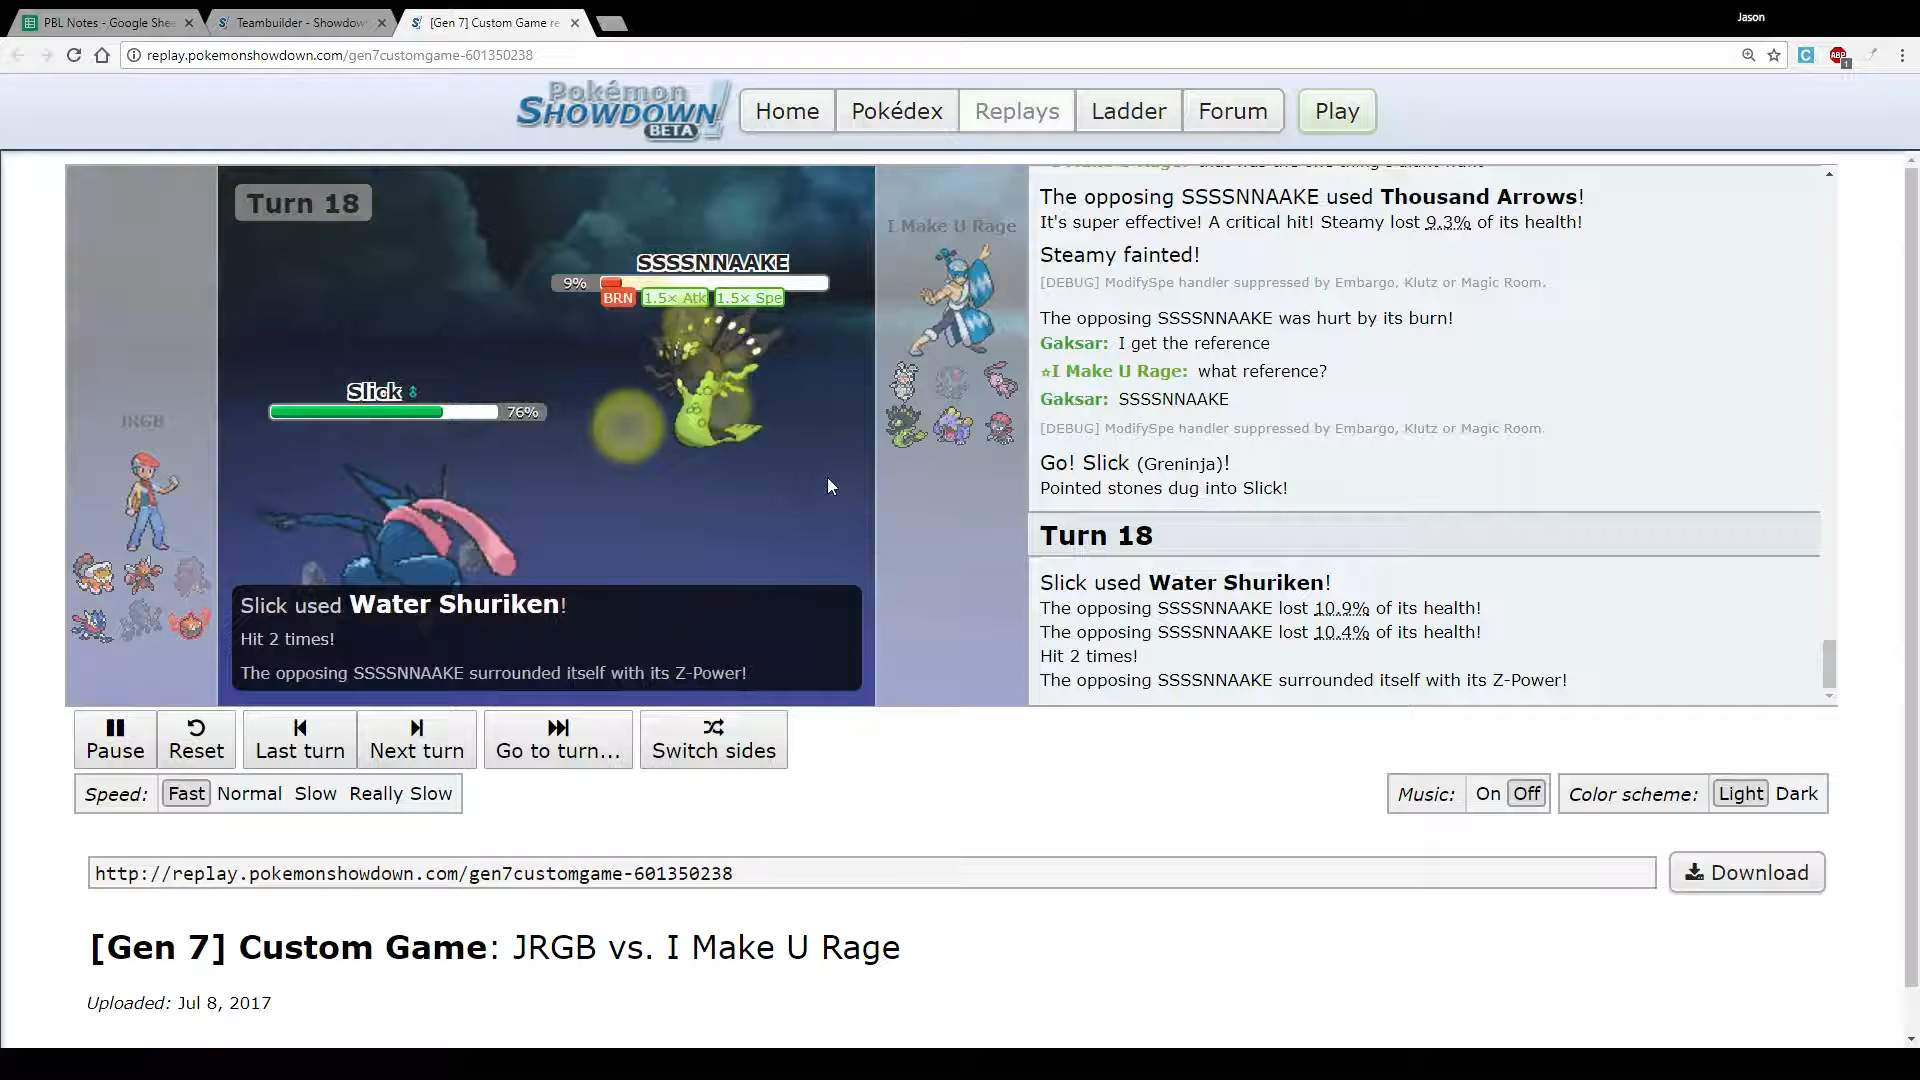 PBL Notes - Google Shee
Teambuilder - Showdow
[Gen 7] Custom Game re
Jason
replay.pokemonshowdown.com/gen7customgame-601350238
Pokémon
SHOWDOWN!
BETA
Home
Pokédex
Replays
Ladder
Forum
Play
Turn 18
SSSSNNAAKE
9%
BRN 1.5× Atk 1.5× Spe
Slick
76%
JRGB
I Make U Rage
Slick used Water Shuriken!
Hit 2 times!
The opposing SSSSNNAAKE surrounded itself with its Z-Power!
The opposing SSSSNNAAKE used Thousand Arrows!
It's super effective! A critical hit! Steamy lost 9.3% of its health!
Steamy fainted!
[DEBUG] ModifySpe handler suppressed by Embargo, Klutz or Magic Room.
The opposing SSSSNNAAKE was hurt by its burn!
Gaksar: I get the reference
☆I Make U Rage: what reference?
Gaksar: SSSSNNAAKE
[DEBUG] ModifySpe handler suppressed by Embargo, Klutz or Magic Room.
Go! Slick (Greninja)!
Pointed stones dug into Slick!
Turn 18
Slick used Water Shuriken!
The opposing SSSSNNAAKE lost 10.9% of its health!
The opposing SSSSNNAAKE lost 10.4% of its health!
Hit 2 times!
The opposing SSSSNNAAKE surrounded itself with its Z-Power!
Pause
Reset
Last turn
Next turn
Go to turn...
Switch sides
Speed: Fast Normal Slow Really Slow
Music: On Off
Color scheme: Light Dark
http://replay.pokemonshowdown.com/gen7customgame-601350238
Download
[Gen 7] Custom Game: JRGB vs. I Make U Rage
Uploaded: Jul 8, 2017